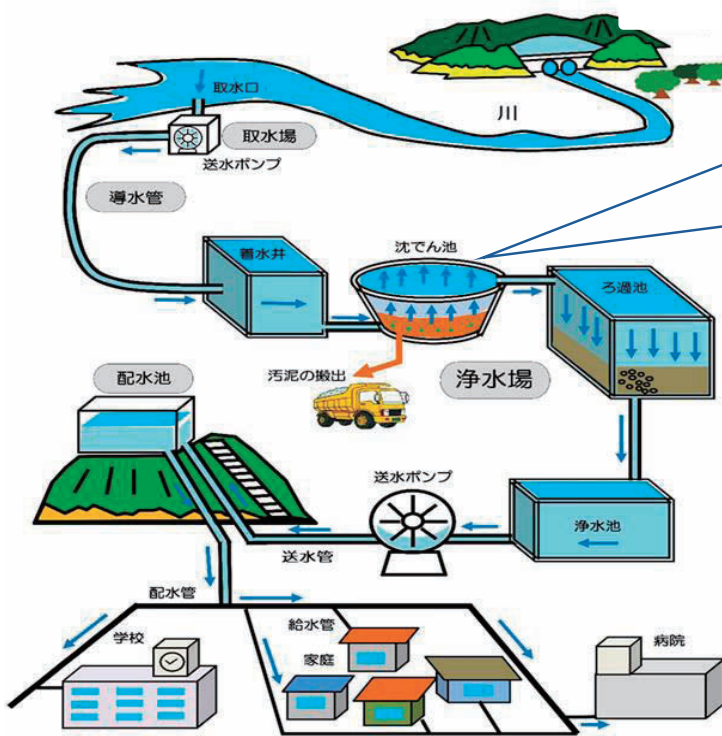 取水口
川
取水場
送水ポンプ
導水管
着水井
沈でん池
ろ過池
汚泥の搬出
浄水場
配水池
送水ポンプ
浄水池
送水管
配水管
学校
給水管
家庭
病院